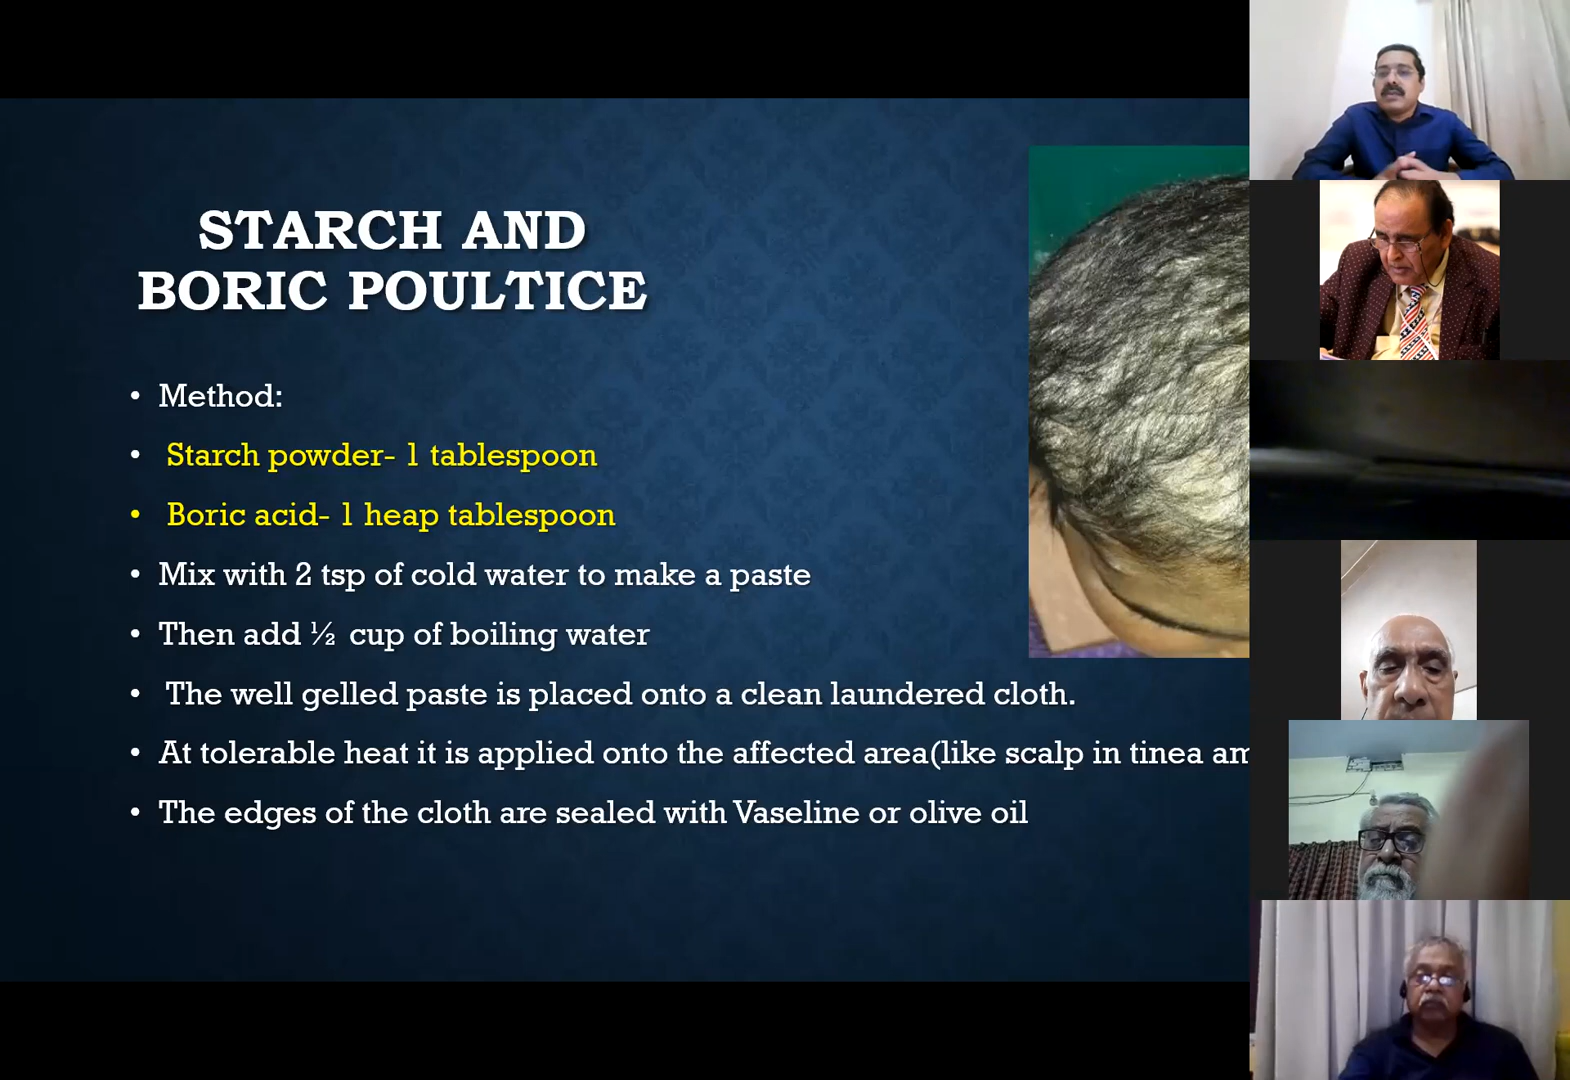 STARCH AND
BORIC POULTICE
• Method:
• Starch powder- 1 tablespoon
• Boric acid- 1 heap tablespoon
• Mix with 2 tsp of cold water to make a paste
• Then add ½ cup of boiling water
• The well gelled paste is placed onto a clean laundered cloth.
• At tolerable heat it is applied onto the affected area(like scalp in tinea am
• The edges of the cloth are sealed with Vaseline or olive oil